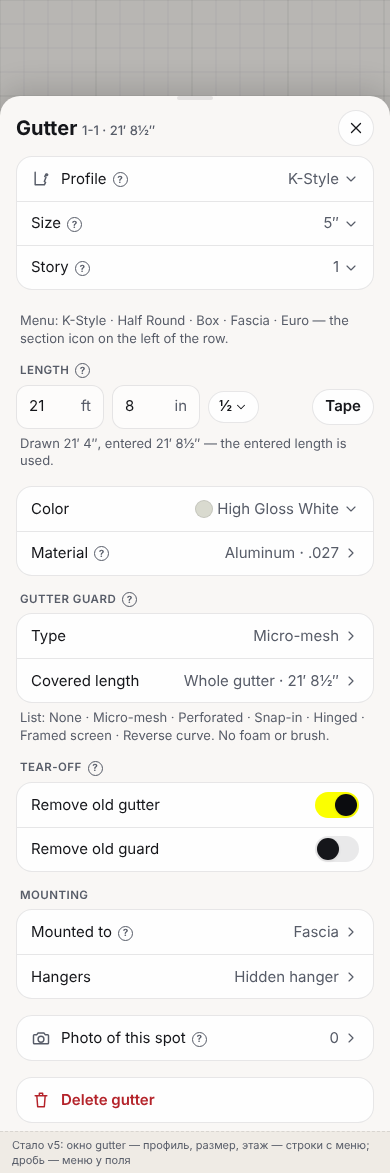 Gutter 1-1 · 21′ 8½″
Profile ? K-Style
Size ? 5″
Story ? 1
Menu: K-Style · Half Round · Box · Fascia · Euro — the
section icon on the left of the row.
LENGTH ?
21 ft 8 in ½ Tape
Drawn 21′ 4″, entered 21′ 8½″ — the entered length is
used.
Color High Gloss White
Material ? Aluminum · .027
GUTTER GUARD ?
Type Micro-mesh
Covered length Whole gutter · 21′ 8½″
List: None · Micro-mesh · Perforated · Snap-in · Hinged ·
Framed screen · Reverse curve. No foam or brush.
TEAR-OFF ?
Remove old gutter
Remove old guard
MOUNTING
Mounted to ? Fascia
Hangers Hidden hanger
Photo of this spot ? 0
Delete gutter
Стало v5: окно gutter — профиль, размер, этаж — строки с меню;
дробь — меню у поля